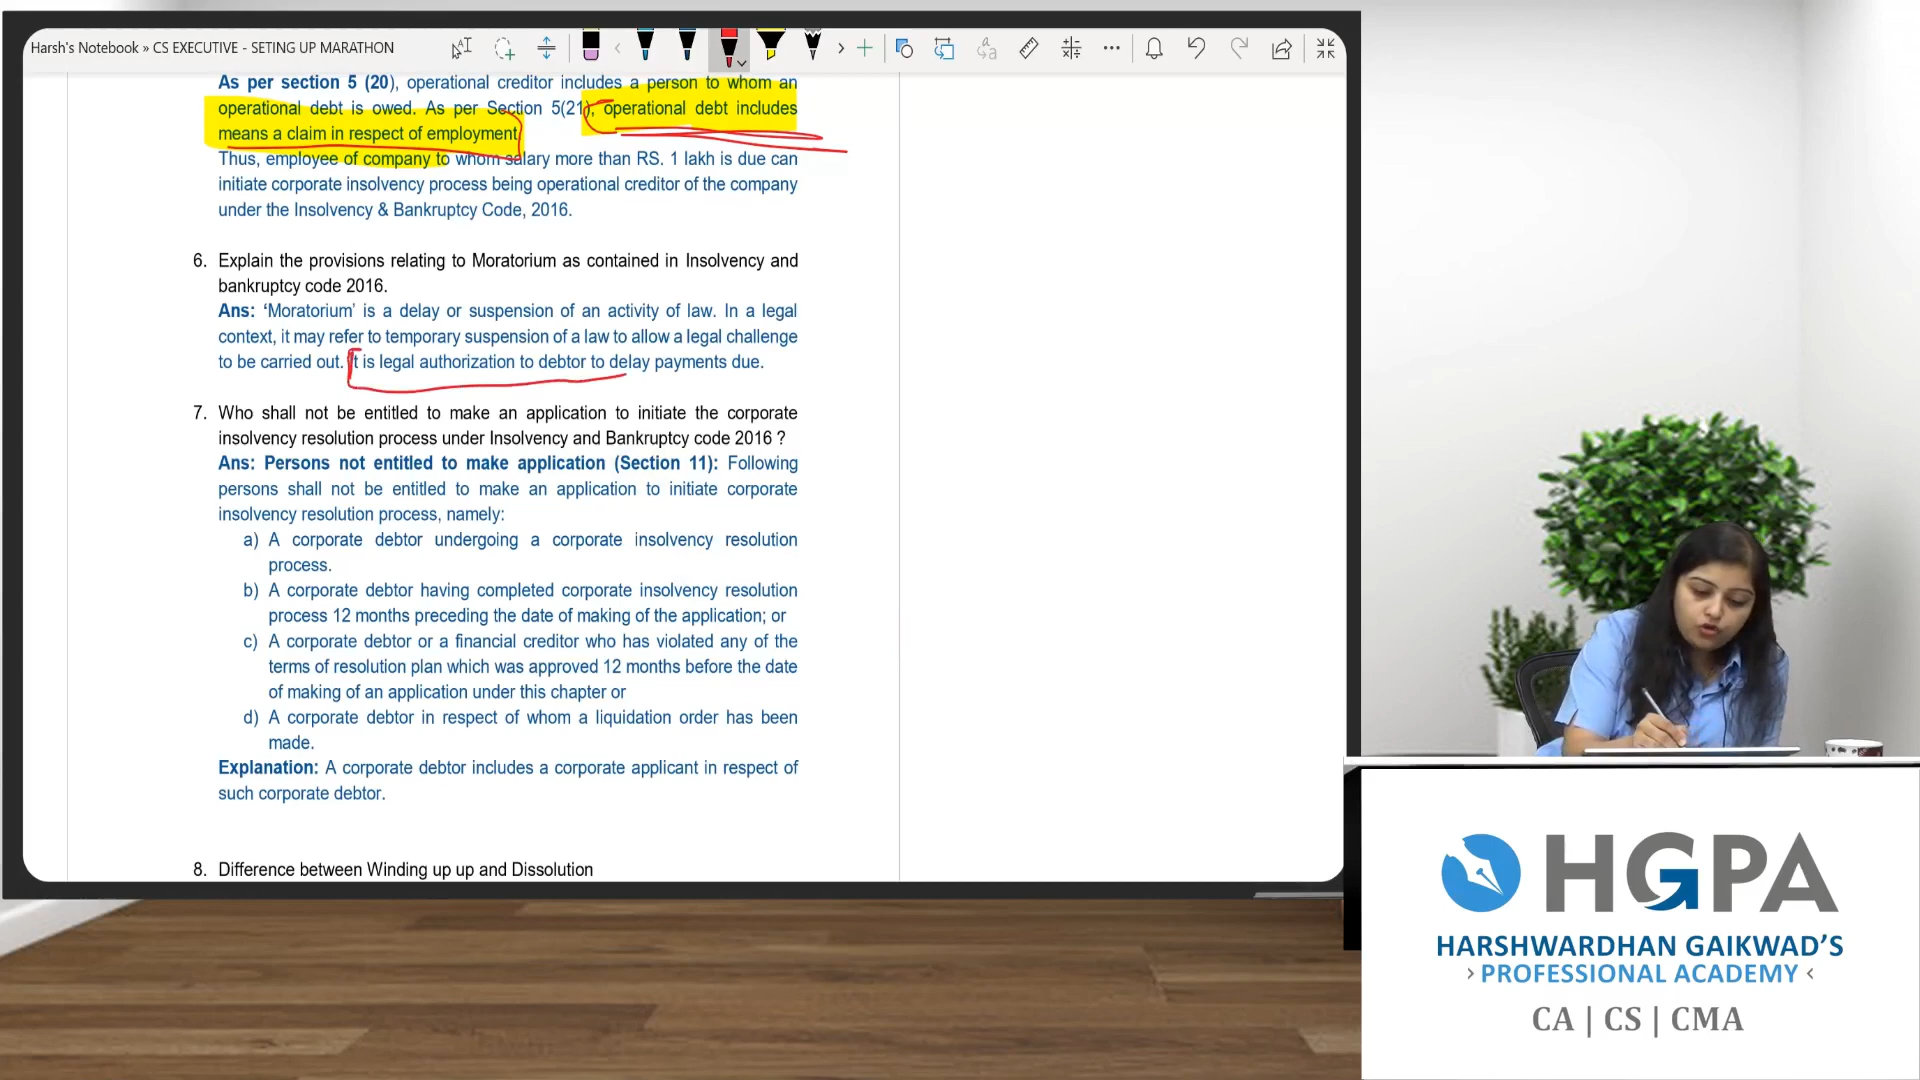 Harsh's Notebook » CS EXECUTIVE - SETING UP MARATHON
As per section 5 (20), operational creditor includes a person to whom an
operational debt is owed. As per Section 5(21), operational debt includes
means a claim in respect of employment
Thus, employee of company to whom salary more than RS. 1 lakh is due can
initiate corporate insolvency process being operational creditor of the company
under the Insolvency & Bankruptcy Code, 2016.
6. Explain the provisions relating to Moratorium as contained in Insolvency and
bankruptcy code 2016.
Ans: ‘Moratorium’ is a delay or suspension of an activity of law. In a legal
context, it may refer to temporary suspension of a law to allow a legal challenge
to be carried out. It is legal authorization to debtor to delay payments due.
7. Who shall not be entitled to make an application to initiate the corporate
insolvency resolution process under Insolvency and Bankruptcy code 2016 ?
Ans: Persons not entitled to make application (Section 11): Following
persons shall not be entitled to make an application to initiate corporate
insolvency resolution process, namely:
a) A corporate debtor undergoing a corporate insolvency resolution
process.
b) A corporate debtor having completed corporate insolvency resolution
process 12 months preceding the date of making of the application; or
c) A corporate debtor or a financial creditor who has violated any of the
terms of resolution plan which was approved 12 months before the date
of making of an application under this chapter or
d) A corporate debtor in respect of whom a liquidation order has been
made.
Explanation: A corporate debtor includes a corporate applicant in respect of
such corporate debtor.
8. Difference between Winding up up and Dissolution
HGPA
HARSHWARDHAN GAIKWAD’S
› PROFESSIONAL ACADEMY ‹
CA | CS | CMA